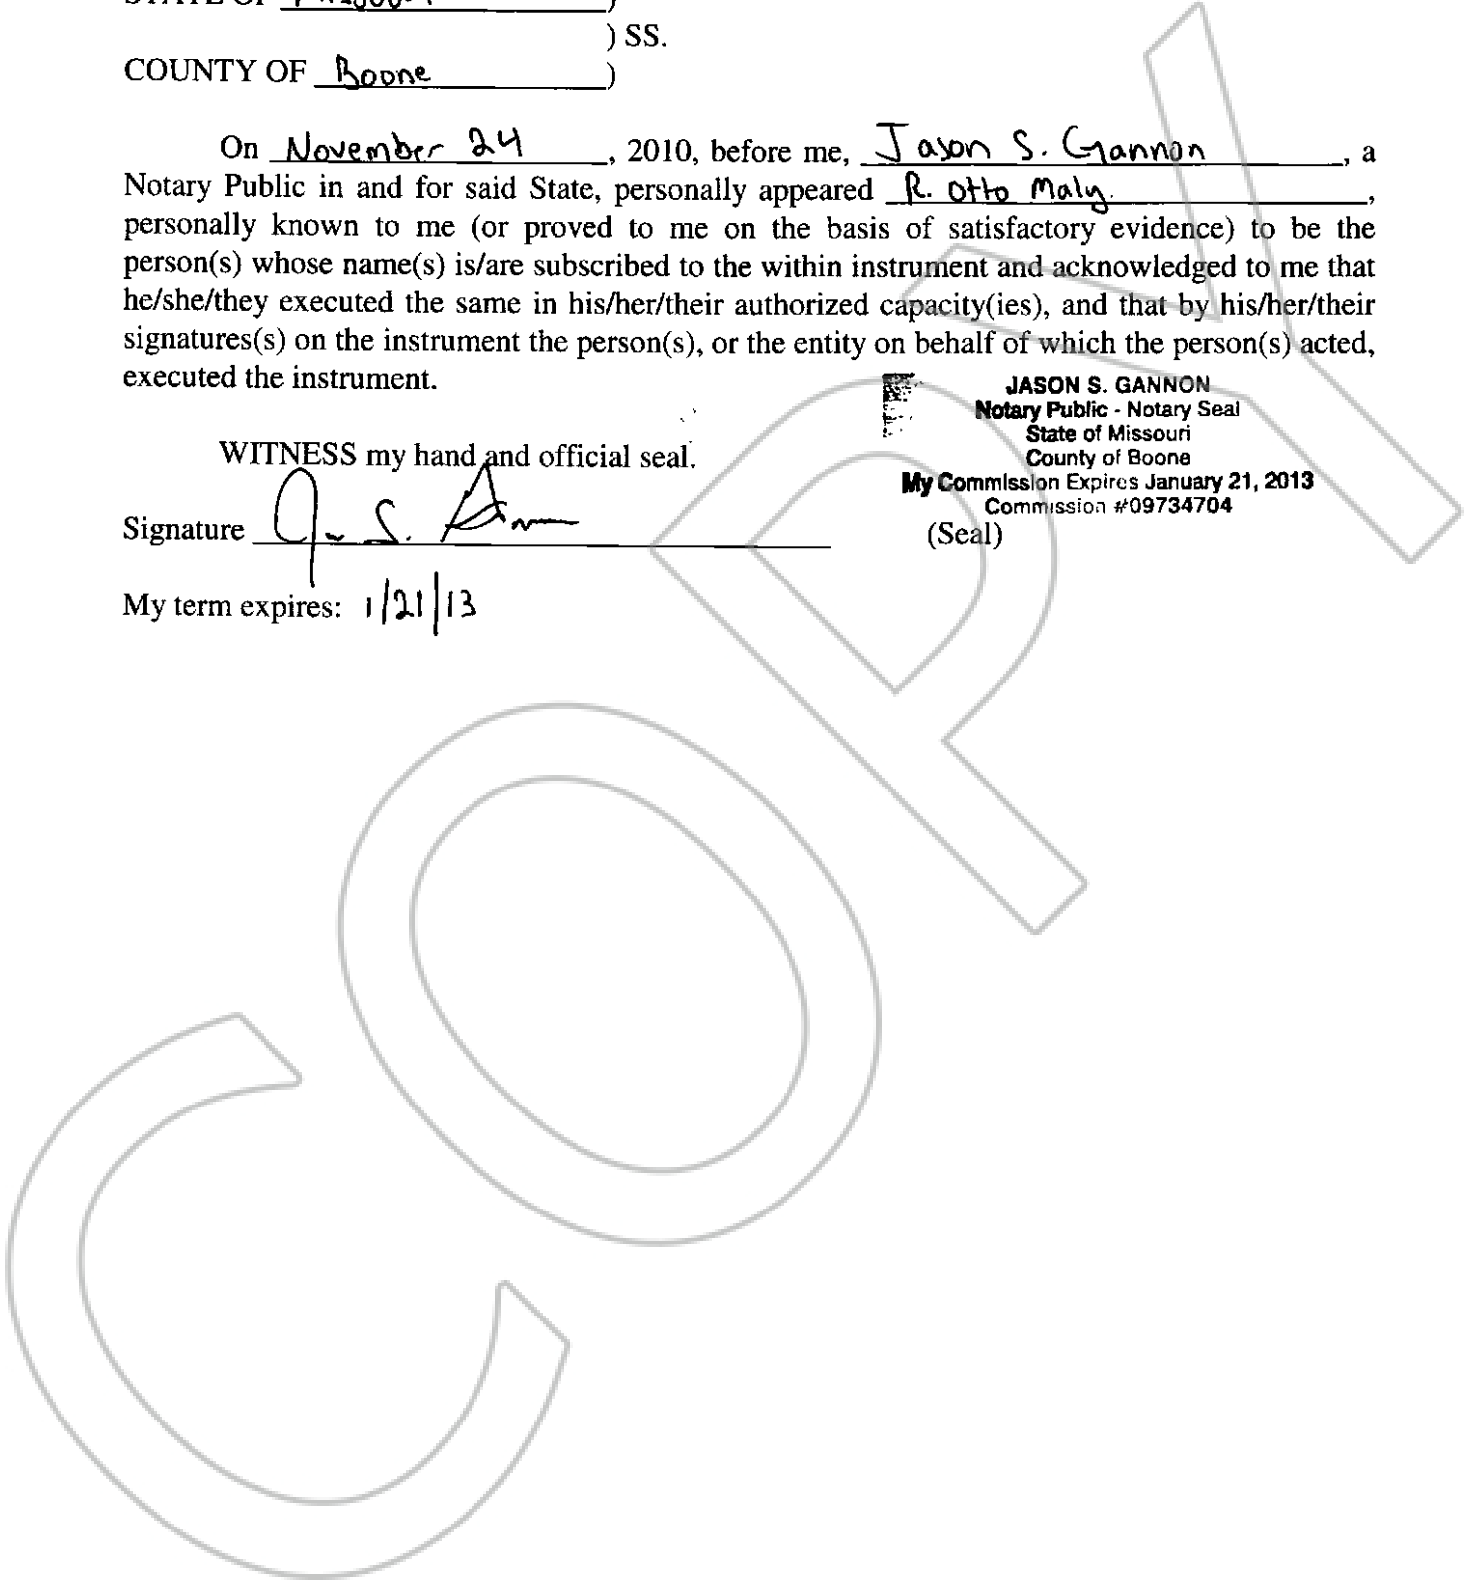 STATE OF Missouri )
) SS.
COUNTY OF Boone )
On November 24, 2010, before me, Jason S. Gannon, a
Notary Public in and for said State, personally appeared R. Otto Maly,
personally known to me (or proved to me on the basis of satisfactory evidence) to be the
person(s) whose name(s) is/are subscribed to the within instrument and acknowledged to me that
he/she/they executed the same in his/her/their authorized capacity(ies), and that by his/her/their
signatures(s) on the instrument the person(s), or the entity on behalf of which the person(s) acted,
executed the instrument.
JASON S. GANNON
Notary Public - Notary Seal
State of Missouri
County of Boone
My Commission Expires January 21, 2013
Commission #09734704
(Seal)
WITNESS my hand and official seal.
Signature
My term expires: 1/21/13
COPY